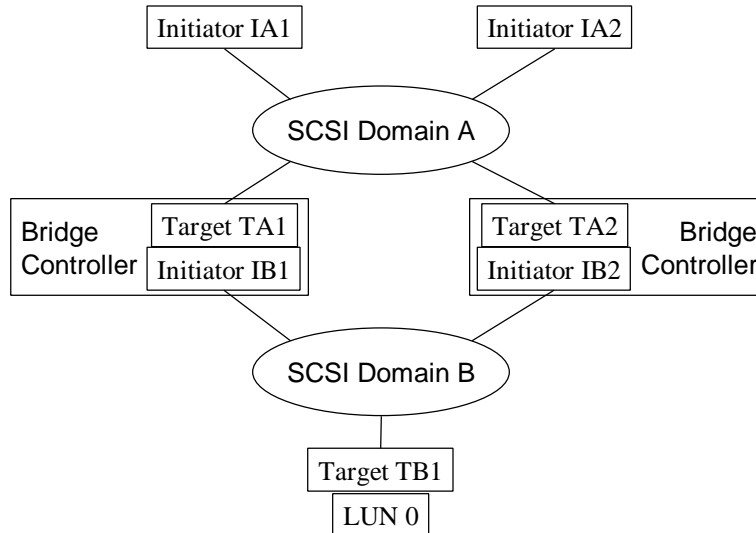 Initiator IA1
Initiator IA2
SCSI Domain A
Bridge
Controller
Target TA1
Initiator IB1
Target TA2
Initiator IB2
Bridge
Controller
SCSI Domain B
Target TB1
LUN 0